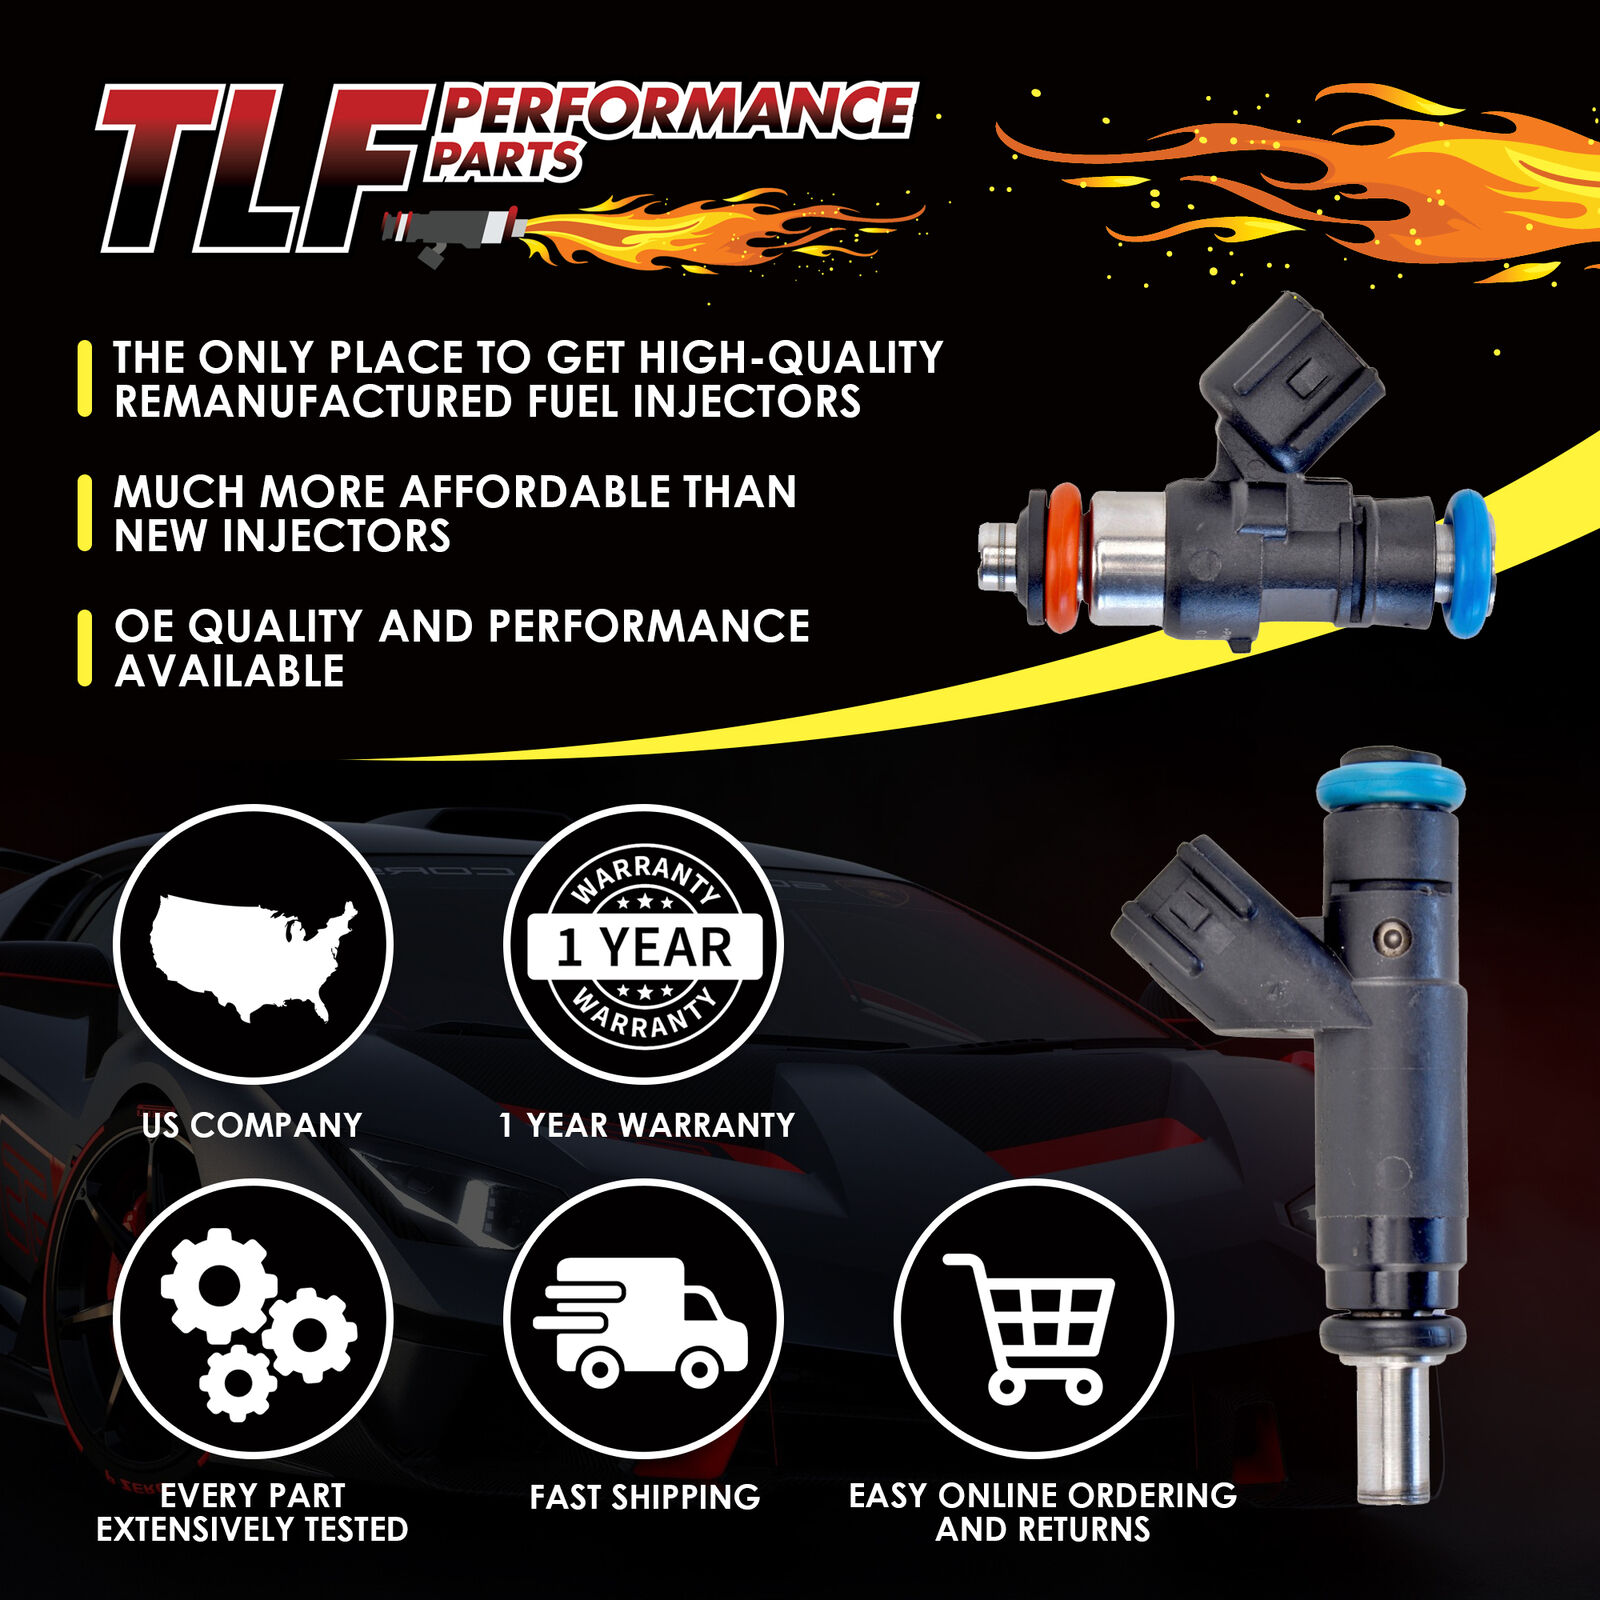 TLF PERFORMANCE
PARTS
THE ONLY PLACE TO GET HIGH-QUALITY
REMANUFACTURED FUEL INJECTORS
MUCH MORE AFFORDABLE THAN
NEW INJECTORS
OE QUALITY AND PERFORMANCE
AVAILABLE
WARRANTY
1 YEAR
WARRANTY
US COMPANY
1 YEAR WARRANTY
EVERY PART
EXTENSIVELY TESTED
FAST SHIPPING
EASY ONLINE ORDERING
AND RETURNS